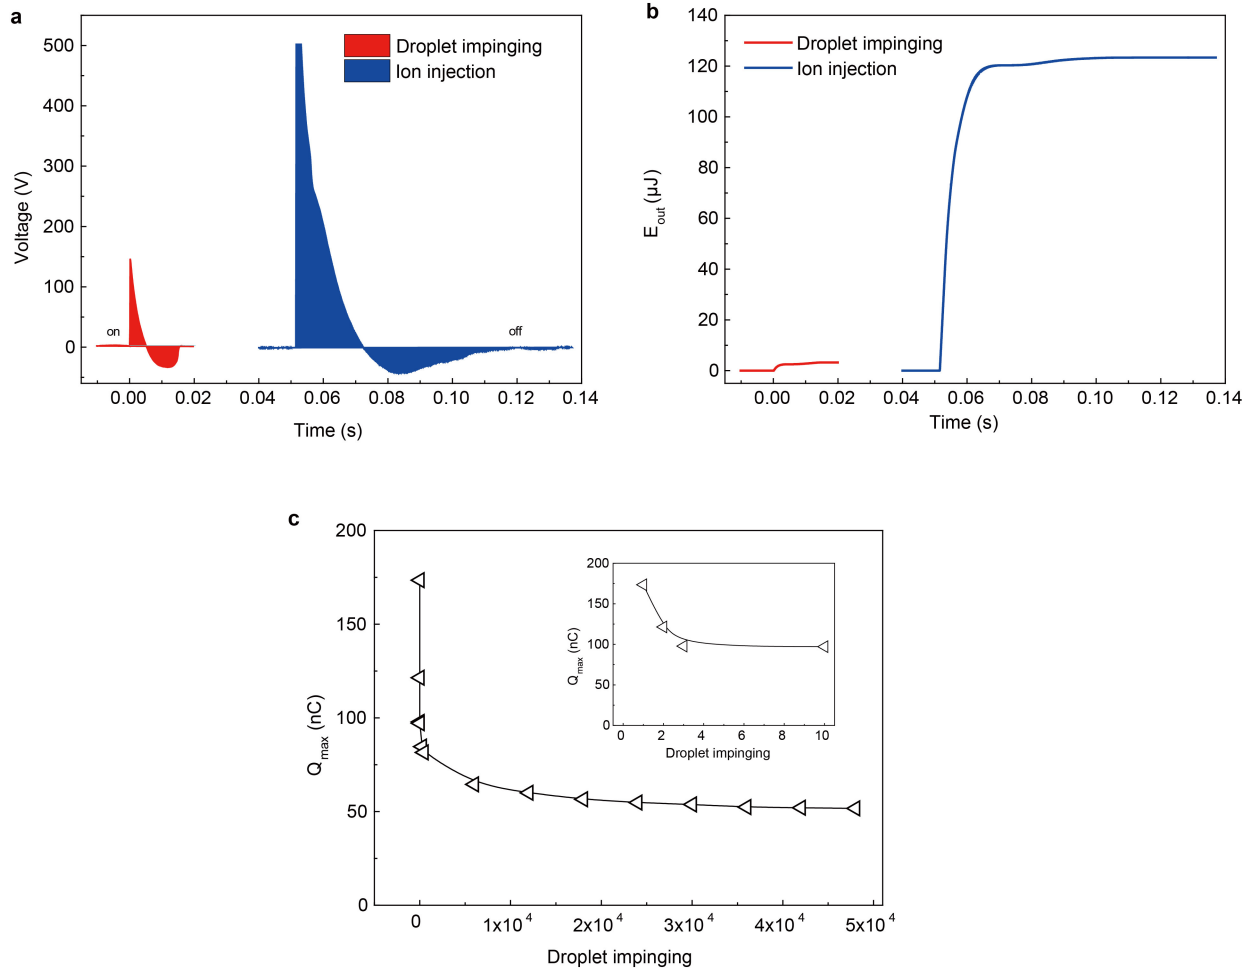 a
Droplet impinging
Ion injection
500
400
300
200
100
0
Voltage (V)
on
off
0.00 0.02 0.04 0.06 0.08 0.10 0.12 0.14
Time (s)
b
Droplet impinging
Ion injection
140
120
100
80
60
40
20
0
E_out (µJ)
0.00 0.02 0.04 0.06 0.08 0.10 0.12 0.14
Time (s)
c
200
150
100
50
0
Q_max (nC)
0 1x10^4 2x10^4 3x10^4 4x10^4 5x10^4
Droplet impinging
200
150
100
50
0
Q_max (nC)
0 2 4 6 8 10
Droplet impinging